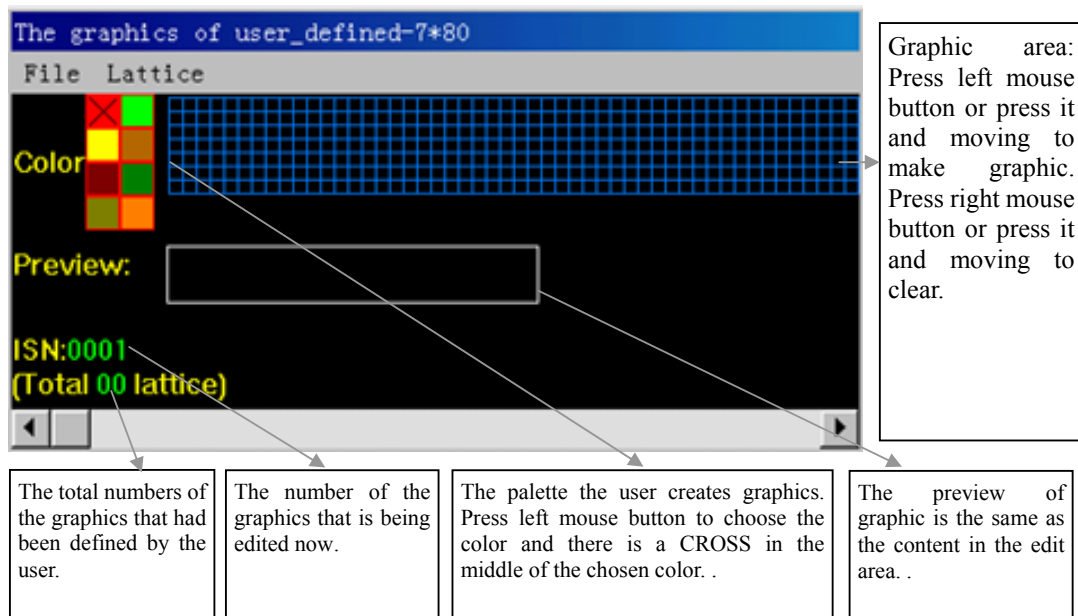 The graphics of user_defined-7*80
File Lattice
Color
Preview:
ISN:0001
(Total 00 lattice)
Graphic area:
Press left mouse
button or press it
and moving to
make graphic.
Press right mouse
button or press it
and moving to
clear.
The total numbers of
the graphics that had
been defined by the
user.
The number of the
graphics that is being
edited now.
The palette the user creates graphics.
Press left mouse button to choose the
color and there is a CROSS in the
middle of the chosen color. .
The preview of
graphic is the same as
the content in the edit
area. .